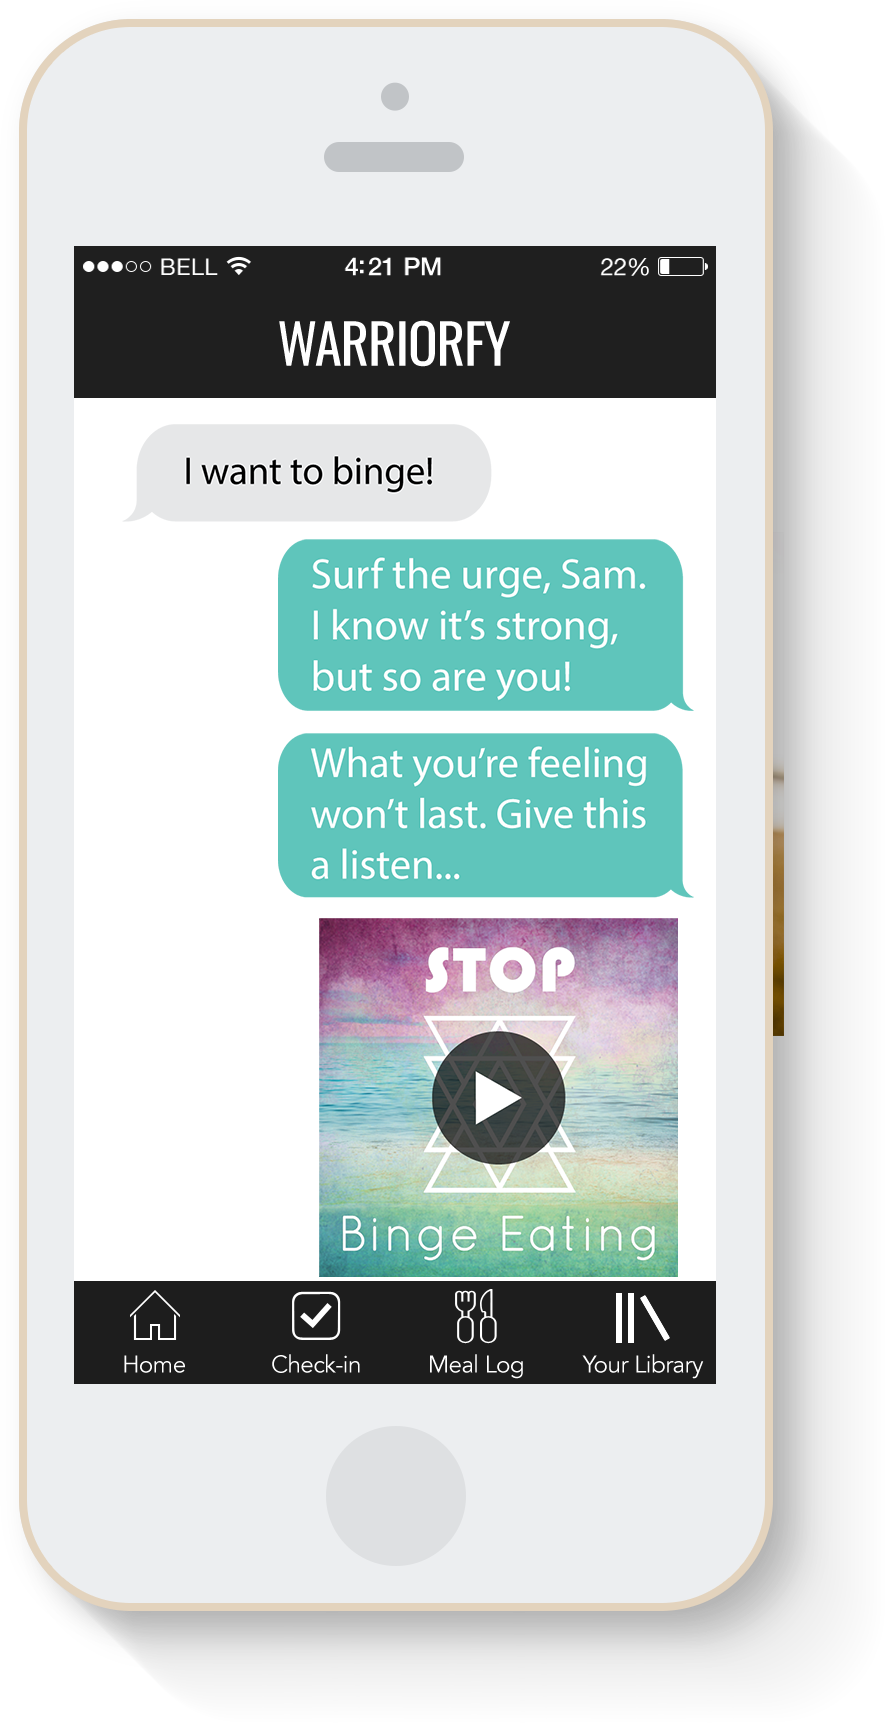 BELL 4:21 PM 22%
WARRIORFY
I want to binge!
Surf the urge, Sam.
I know it's strong,
but so are you!
What you're feeling
won't last. Give this
a listen...
STOP
Binge Eating
Home Check-in Meal Log Your Library